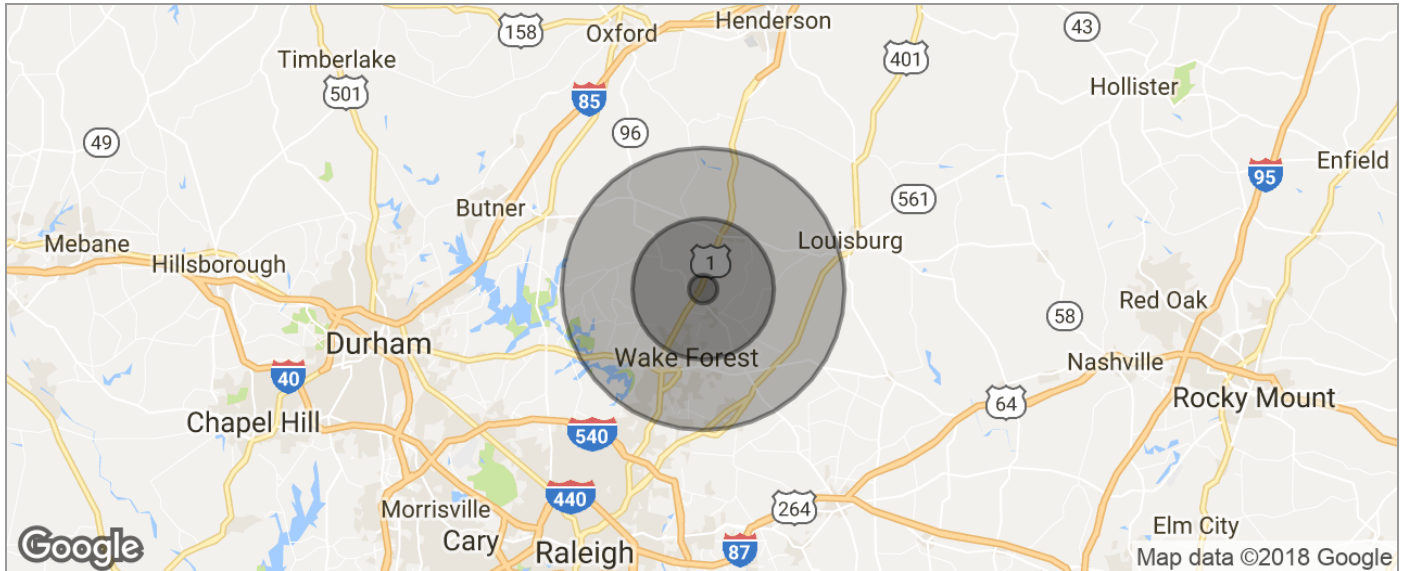 Henderson
158
Oxford
43
401
Timberlake
501
Hollister
85
96
49
Enfield
95
561
Butner
Mebane
Louisburg
Hillsborough
1
Red Oak
58
Durham
Wake Forest
Nashville
40
64
Rocky Mount
Chapel Hill
540
440
Morrisville
264
Elm City
Cary
Raleigh
87
Google
Map data ©2018 Google